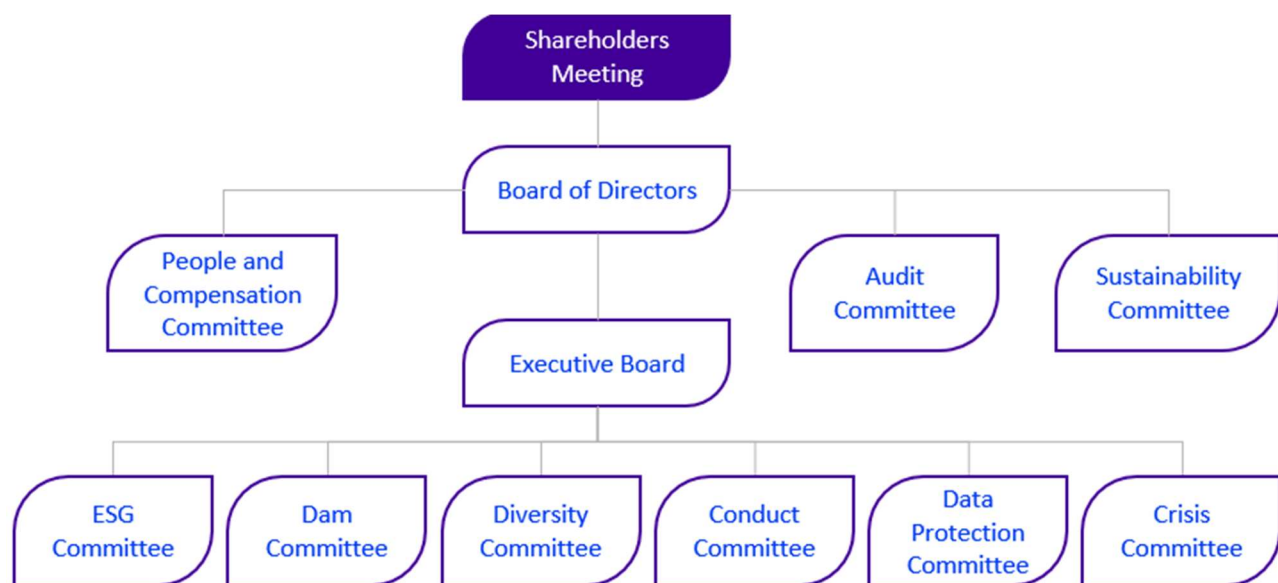 Shareholders
Meeting
Board of Directors
People and
Compensation
Committee
Audit
Committee
Sustainability
Committee
Executive Board
ESG
Committee
Dam
Committee
Diversity
Committee
Conduct
Committee
Data
Protection
Committee
Crisis
Committee